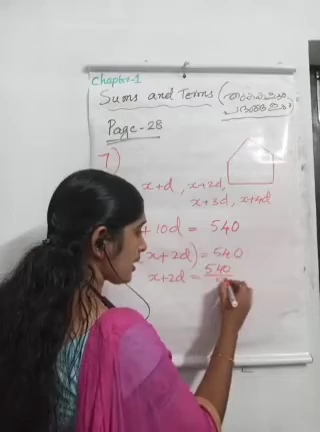 Chapter-1
Sums and Terms (
Page-28
7)
x+d, x+2d,
x+3d, x+4d
+ 10d = 540
(x+2d) = 540
x+2d = 540